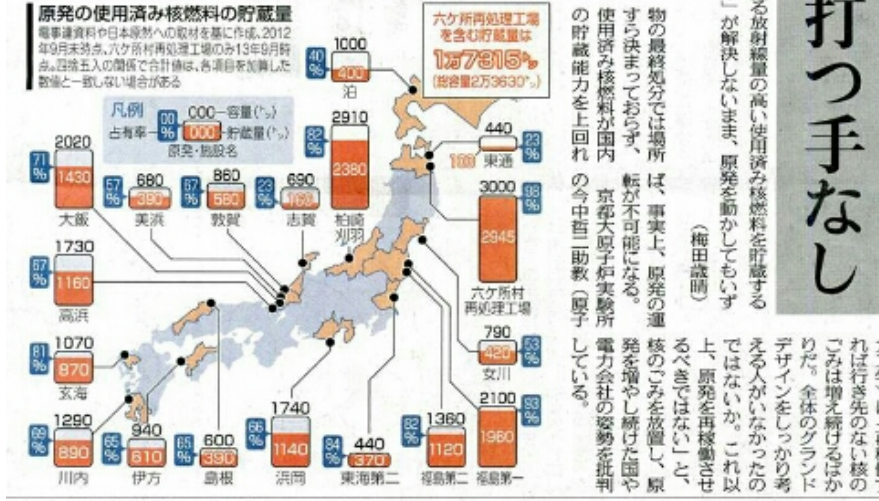 打つ手なし
る放射線量の高い使用済み核燃料を貯蔵する
」が解決しないまま、原発を動かしてもいず
（梅田歳晴）
物の最終処分では場所
すら決まっておらず、
使用済み核燃料が国内
の貯蔵能力を上回れ
ば、事実上、原発の運
転が不可能になる。
京都大原子炉実験所
の今中哲二助教（原子
れば行き先のない核の
ごみは増え続けるばか
りだ。全体のグランド
デザインをしっかり考
える人がいなかったの
ではないか。これ以
上、原発を再稼働させ
るべきではない」と、
核のごみを放置し、原
発を増やし続けた国や
電力会社の姿勢を批判
している。
原発の使用済み核燃料の貯蔵量
電事連資料や日本原燃への取材を基に作成。2012
年9月末時点。六ケ所村再処理工場のみ13年9月時
点。四捨五入の関係で合計値は、各項目を加算した
数値と一致しない場合がある
六ケ所再処理工場
を含む貯蔵量は
1万7315㌧
（総容量2万3630㌧）
凡例
000―容量（㌧）
占有率―00%
000―貯蔵量（㌧）
原発・施設名
1000
40%
400
泊
2910
82%
2380
柏崎
刈羽
440
23%
100
東通
3000
98%
2945
六ケ所村
再処理工場
2020
71%
1430
大飯
680
57%
390
美浜
860
67%
580
敦賀
690
23%
160
志賀
1730
67%
1160
高浜
1070
81%
870
玄海
1290
69%
890
川内
940
65%
610
伊方
600
65%
390
島根
1740
66%
1140
浜岡
440
84%
370
東海第二
1360
82%
1120
福島第二
2100
93%
1960
福島第一
790
53%
420
女川